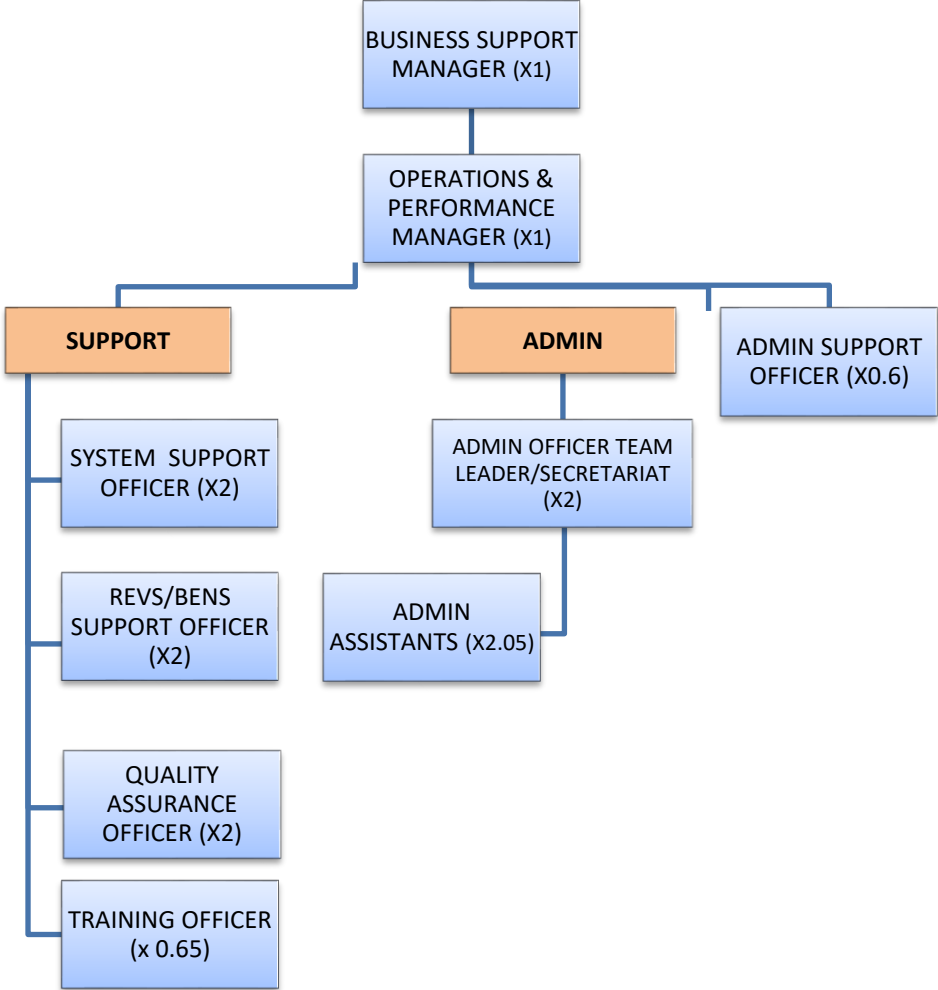 BUSINESS SUPPORT
MANAGER (X1)
OPERATIONS &
PERFORMANCE
MANAGER (X1)
SUPPORT
ADMIN
ADMIN SUPPORT
OFFICER (X0.6)
SYSTEM  SUPPORT
OFFICER (X2)
ADMIN OFFICER TEAM
LEADER/SECRETARIAT
(X2)
REVS/BENS
SUPPORT OFFICER
(X2)
ADMIN
ASSISTANTS (X2.05)
QUALITY
ASSURANCE
OFFICER (X2)
TRAINING OFFICER
(x 0.65)